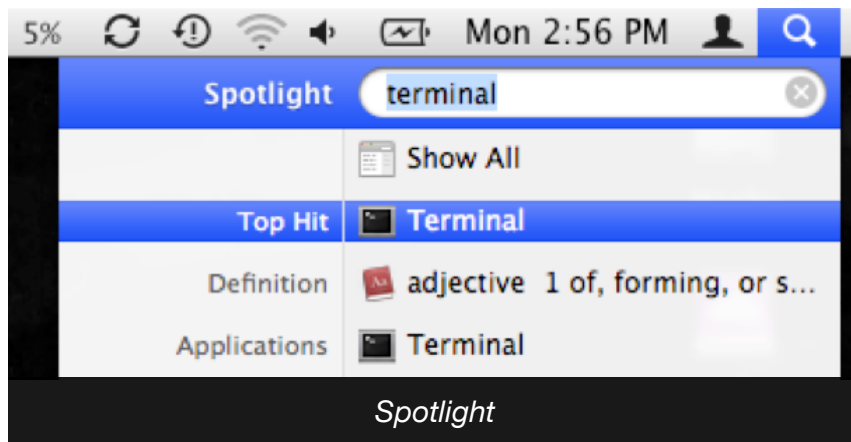 5% Mon 2:56 PM
Spotlight terminal
Show All
Top Hit Terminal
Definition adjective 1 of, forming, or s...
Applications Terminal
Spotlight